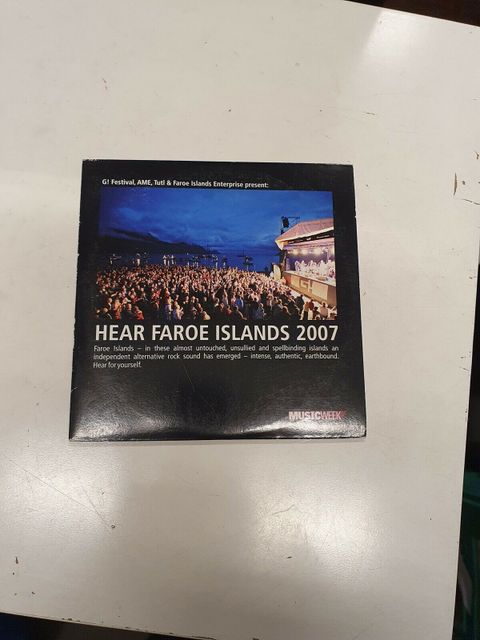 G! Festival, AME, Tutl & Faroe Islands Enterprise present:
HEAR FAROE ISLANDS 2007
Faroe Islands – in these almost untouched, unsullied and spellbinding islands an
independent alternative rock sound has emerged – intense, authentic, earthbound.
Hear for yourself.
MUSICWEEK